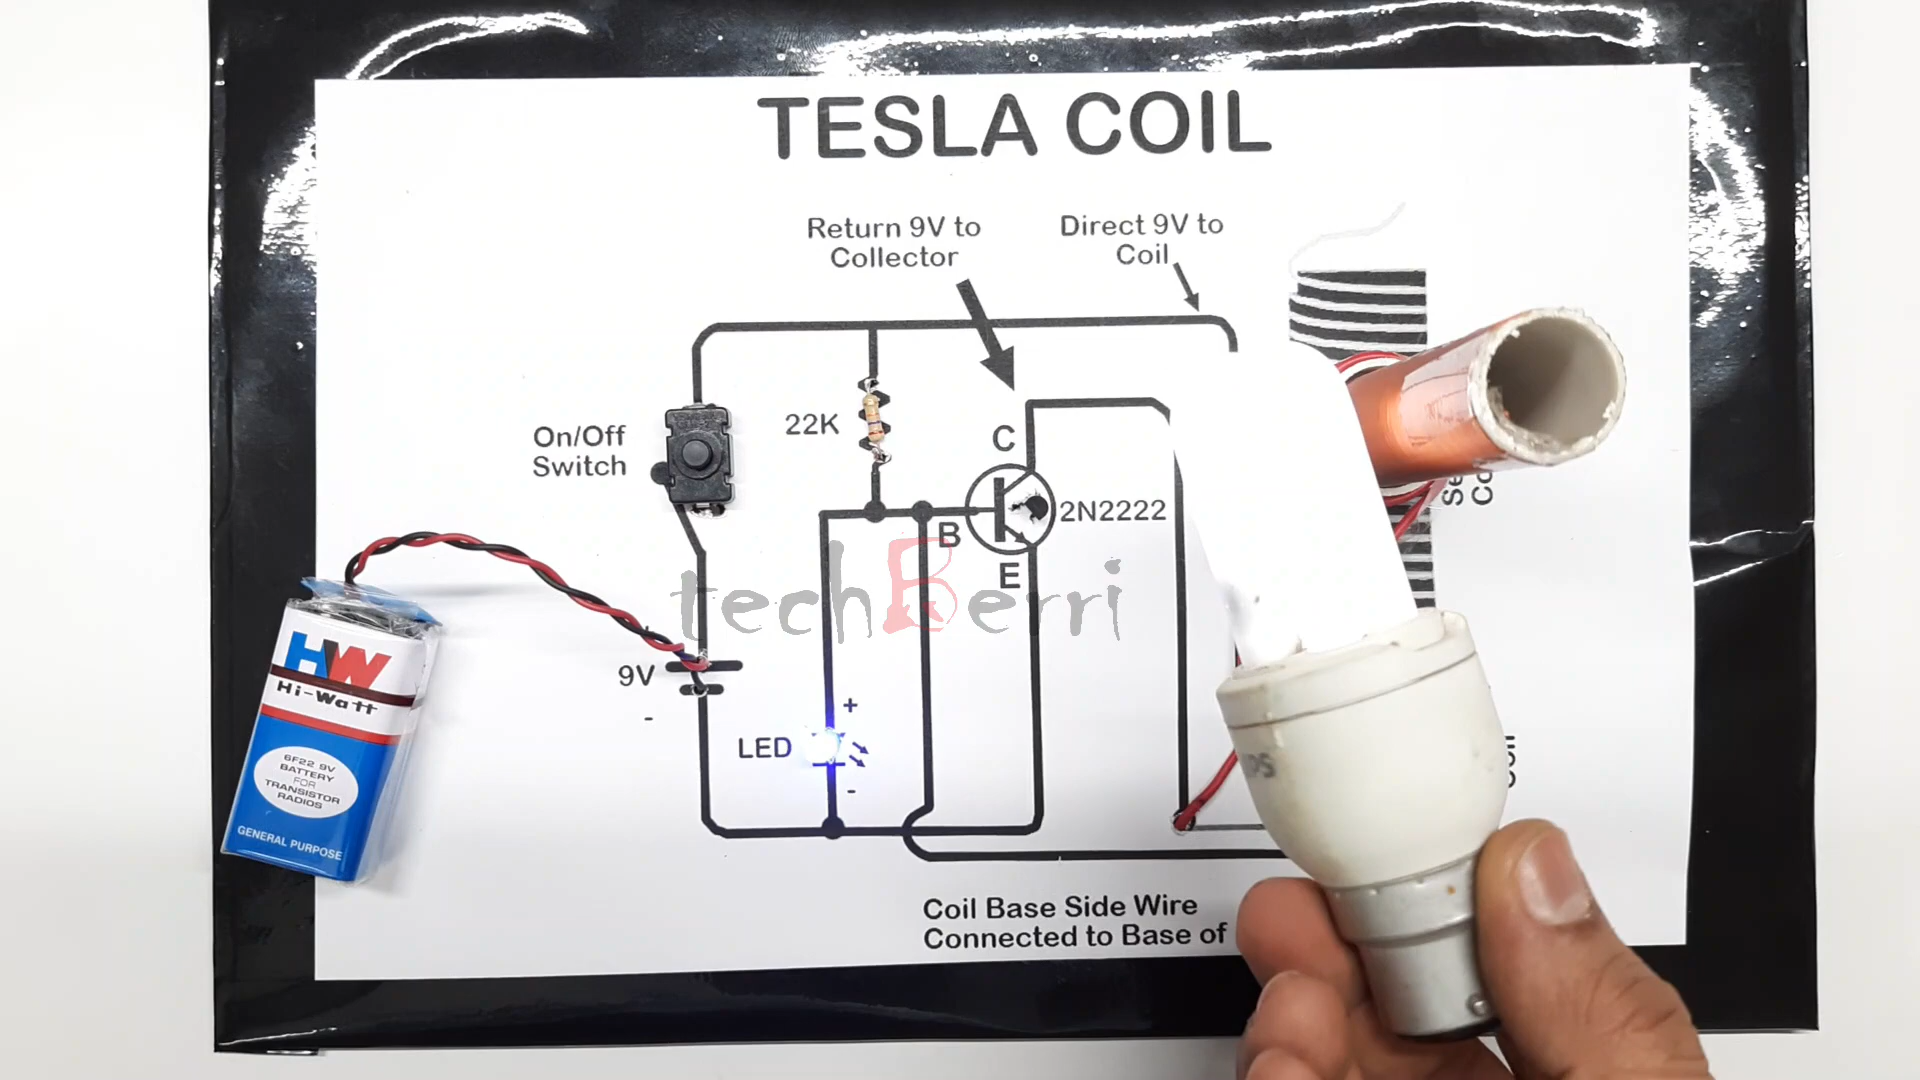 TESLA COIL
Return 9V to
Collector
Direct 9V to
Coil
On/Off
Switch
22K
C
B
E
2N2222
techBerri
9V
+
-
LED
+
-
HW
Hi-Watt
6F22 9V
BATTERY
FOR
TRANSISTOR
RADIOS
GENERAL PURPOSE
Coil Base Side Wire
Connected to Base of